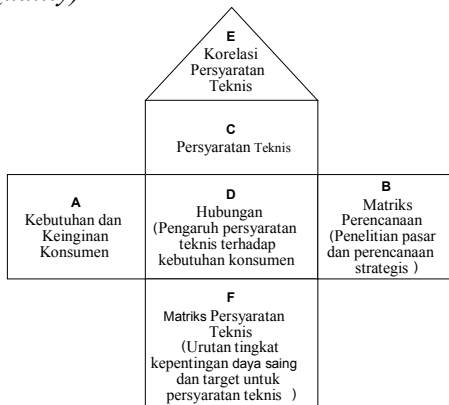 E
Korelasi
Persyaratan
Teknis
C
Persyaratan Teknis
A
Kebutuhan dan
Keinginan
Konsumen
D
Hubungan
(Pengaruh persyaratan
teknis terhadap
kebutuhan konsumen
B
Matriks
Perencanaan
(Penelitian pasar
dan perencanaan
strategis )
F
Matriks Persyaratan
Teknis
(Urutan tingkat
kepentingan daya saing
dan target untuk
persyaratan teknis )